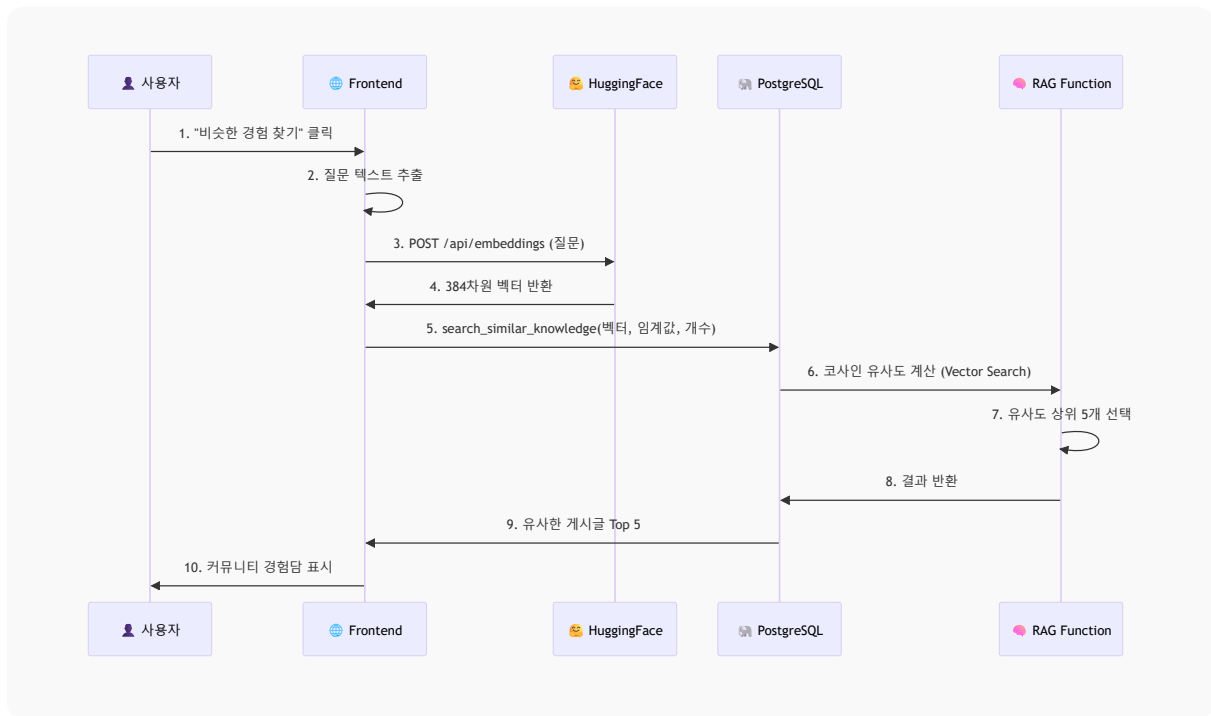 👤 사용자
🌐 Frontend
🤗 HuggingFace
🐘 PostgreSQL
🧠 RAG Function
1. "비슷한 경험 찾기" 클릭
2. 질문 텍스트 추출
3. POST /api/embeddings (질문)
4. 384차원 벡터 반환
5. search_similar_knowledge(벡터, 임계값, 개수)
6. 코사인 유사도 계산 (Vector Search)
7. 유사도 상위 5개 선택
8. 결과 반환
9. 유사한 게시글 Top 5
10. 커뮤니티 경험담 표시
👤 사용자
🌐 Frontend
🤗 HuggingFace
🐘 PostgreSQL
🧠 RAG Function